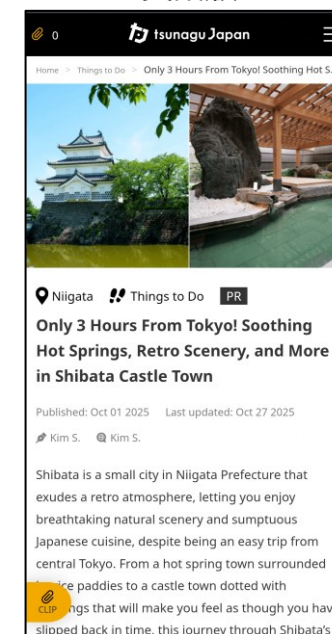 0 tsunagu Japan
Home > Things to Do > Only 3 Hours From Tokyo! Soothing Hot S...
Niigata Things to Do PR
Only 3 Hours From Tokyo! Soothing
Hot Springs, Retro Scenery, and More
in Shibata Castle Town
Published: Oct 01 2025 Last updated: Oct 27 2025
Kim S. Kim S.
Shibata is a small city in Niigata Prefecture that
exudes a retro atmosphere, letting you enjoy
breathtaking natural scenery and sumptuous
Japanese cuisine, despite being an easy trip from
central Tokyo. From a hot spring town surrounded
paddies to a castle town dotted with
CLIP
that will make you feel as though you hav
slipped back in time, this journey through Shibata's